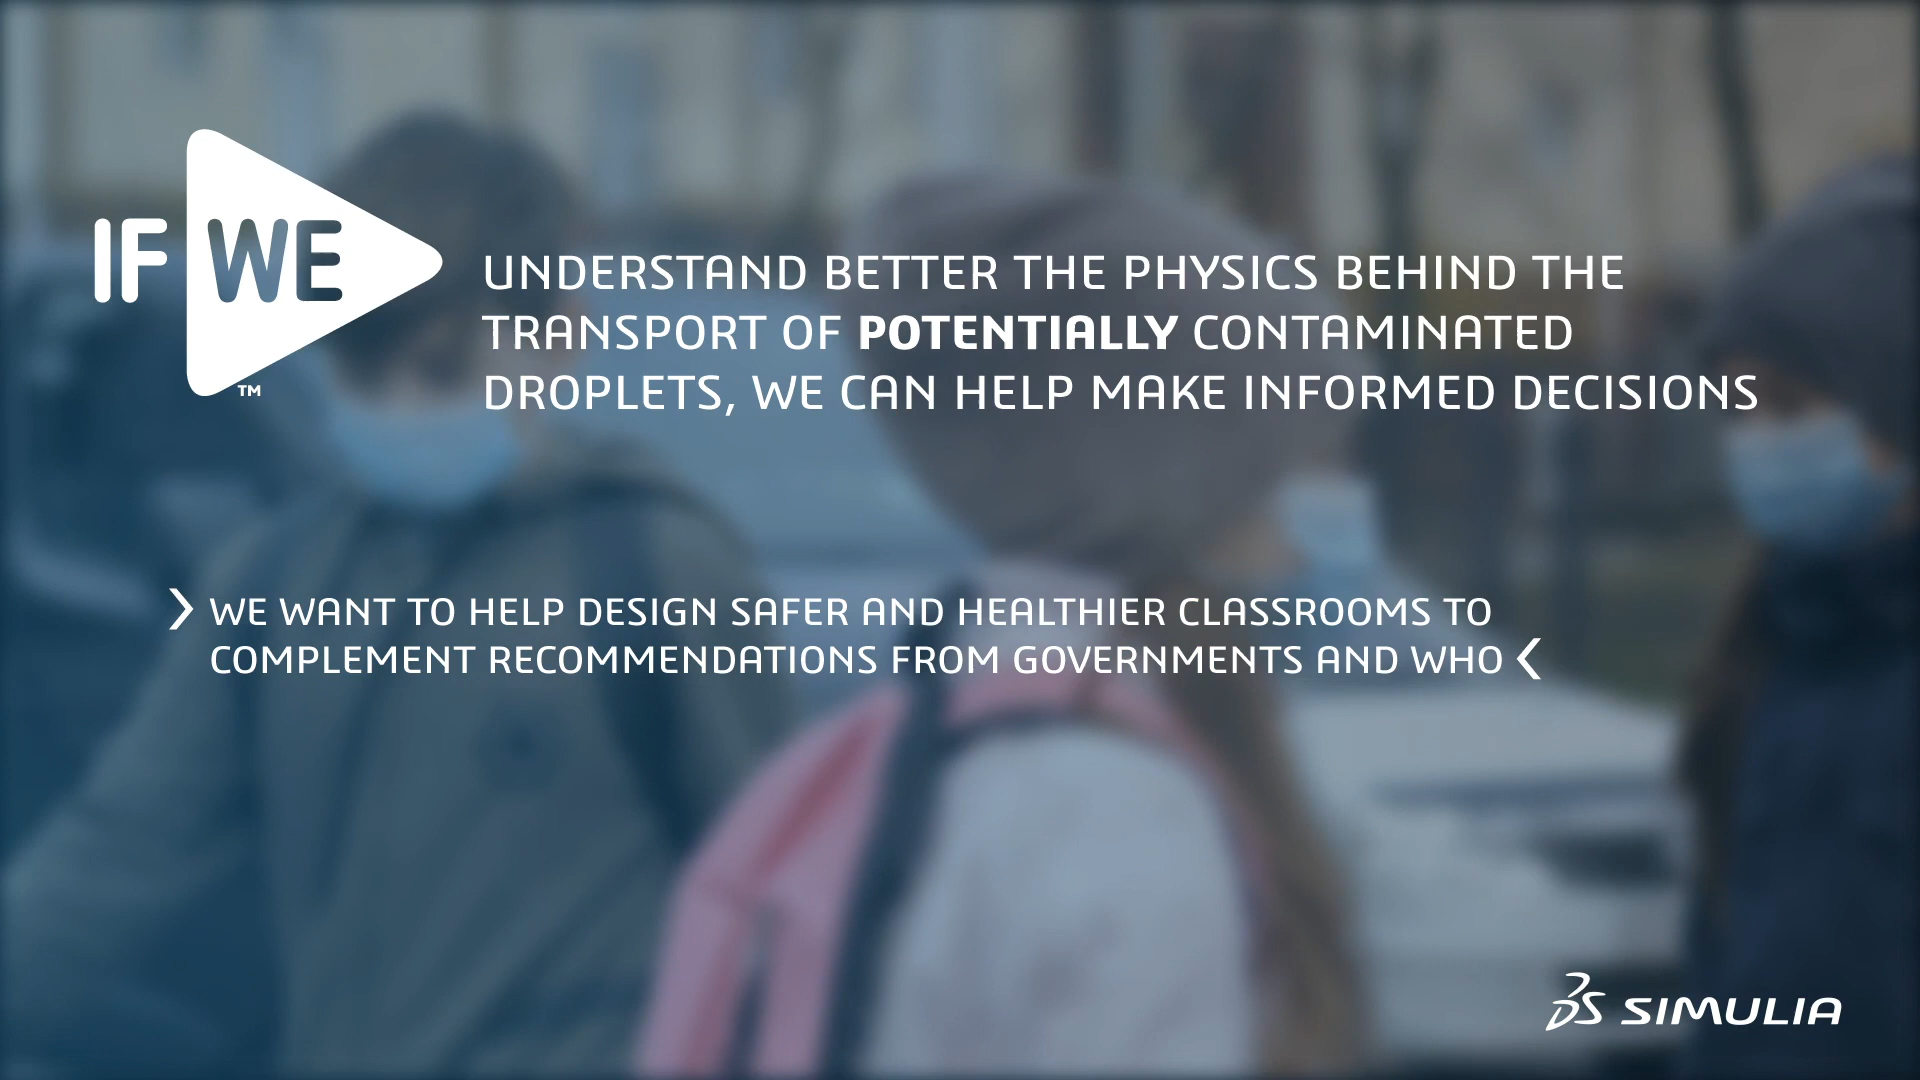 IF WE
™
UNDERSTAND BETTER THE PHYSICS BEHIND THE
TRANSPORT OF POTENTIALLY CONTAMINATED
DROPLETS, WE CAN HELP MAKE INFORMED DECISIONS
WE WANT TO HELP DESIGN SAFER AND HEALTHIER CLASSROOMS TO
COMPLEMENT RECOMMENDATIONS FROM GOVERNMENTS AND WHO
3DS SIMULIA